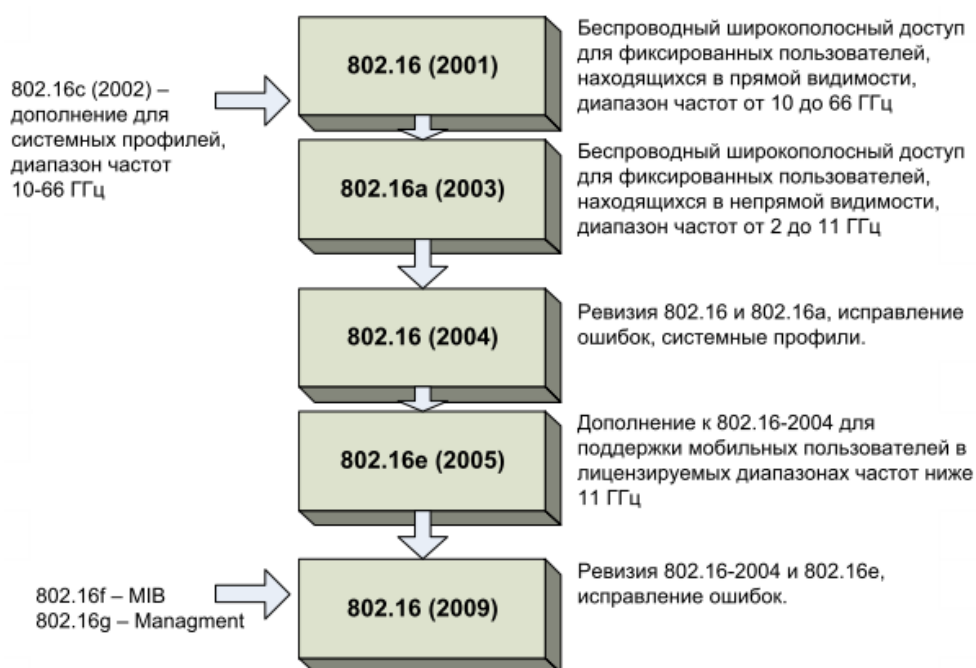 802.16 (2001)
Беспроводный широкополосный доступ
для фиксированных пользователей,
находящихся в прямой видимости,
диапазон частот от 10 до 66 ГГц
802.16c (2002) –
дополнение для
системных профилей,
диапазон частот
10-66 ГГц
802.16a (2003)
Беспроводный широкополосный доступ
для фиксированных пользователей,
находящихся в непрямой видимости,
диапазон частот от 2 до 11 ГГц
802.16 (2004)
Ревизия 802.16 и 802.16a, исправление
ошибок, системные профили.
802.16e (2005)
Дополнение к 802.16-2004 для
поддержки мобильных пользователей в
лицензируемых диапазонах частот ниже
11 ГГц
802.16f – MIB
802.16g – Managment
802.16 (2009)
Ревизия 802.16-2004 и 802.16e,
исправление ошибок.